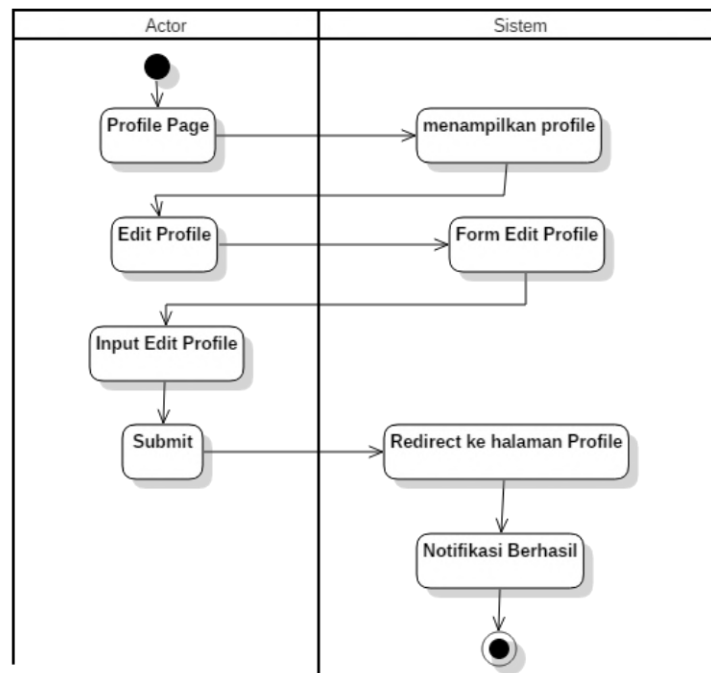 Actor
Sistem
Profile Page
menampilkan profile
Edit Profile
Form Edit Profile
Input Edit Profile
Submit
Redirect ke halaman Profile
Notifikasi Berhasil